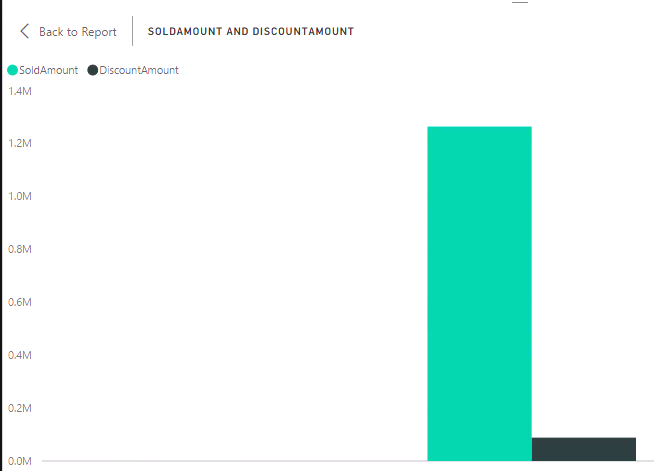 Back to Report
SOLDAMOUNT AND DISCOUNTAMOUNT
SoldAmount DiscountAmount
1.4M
1.2M
1.0M
0.8M
0.6M
0.4M
0.2M
0.0M